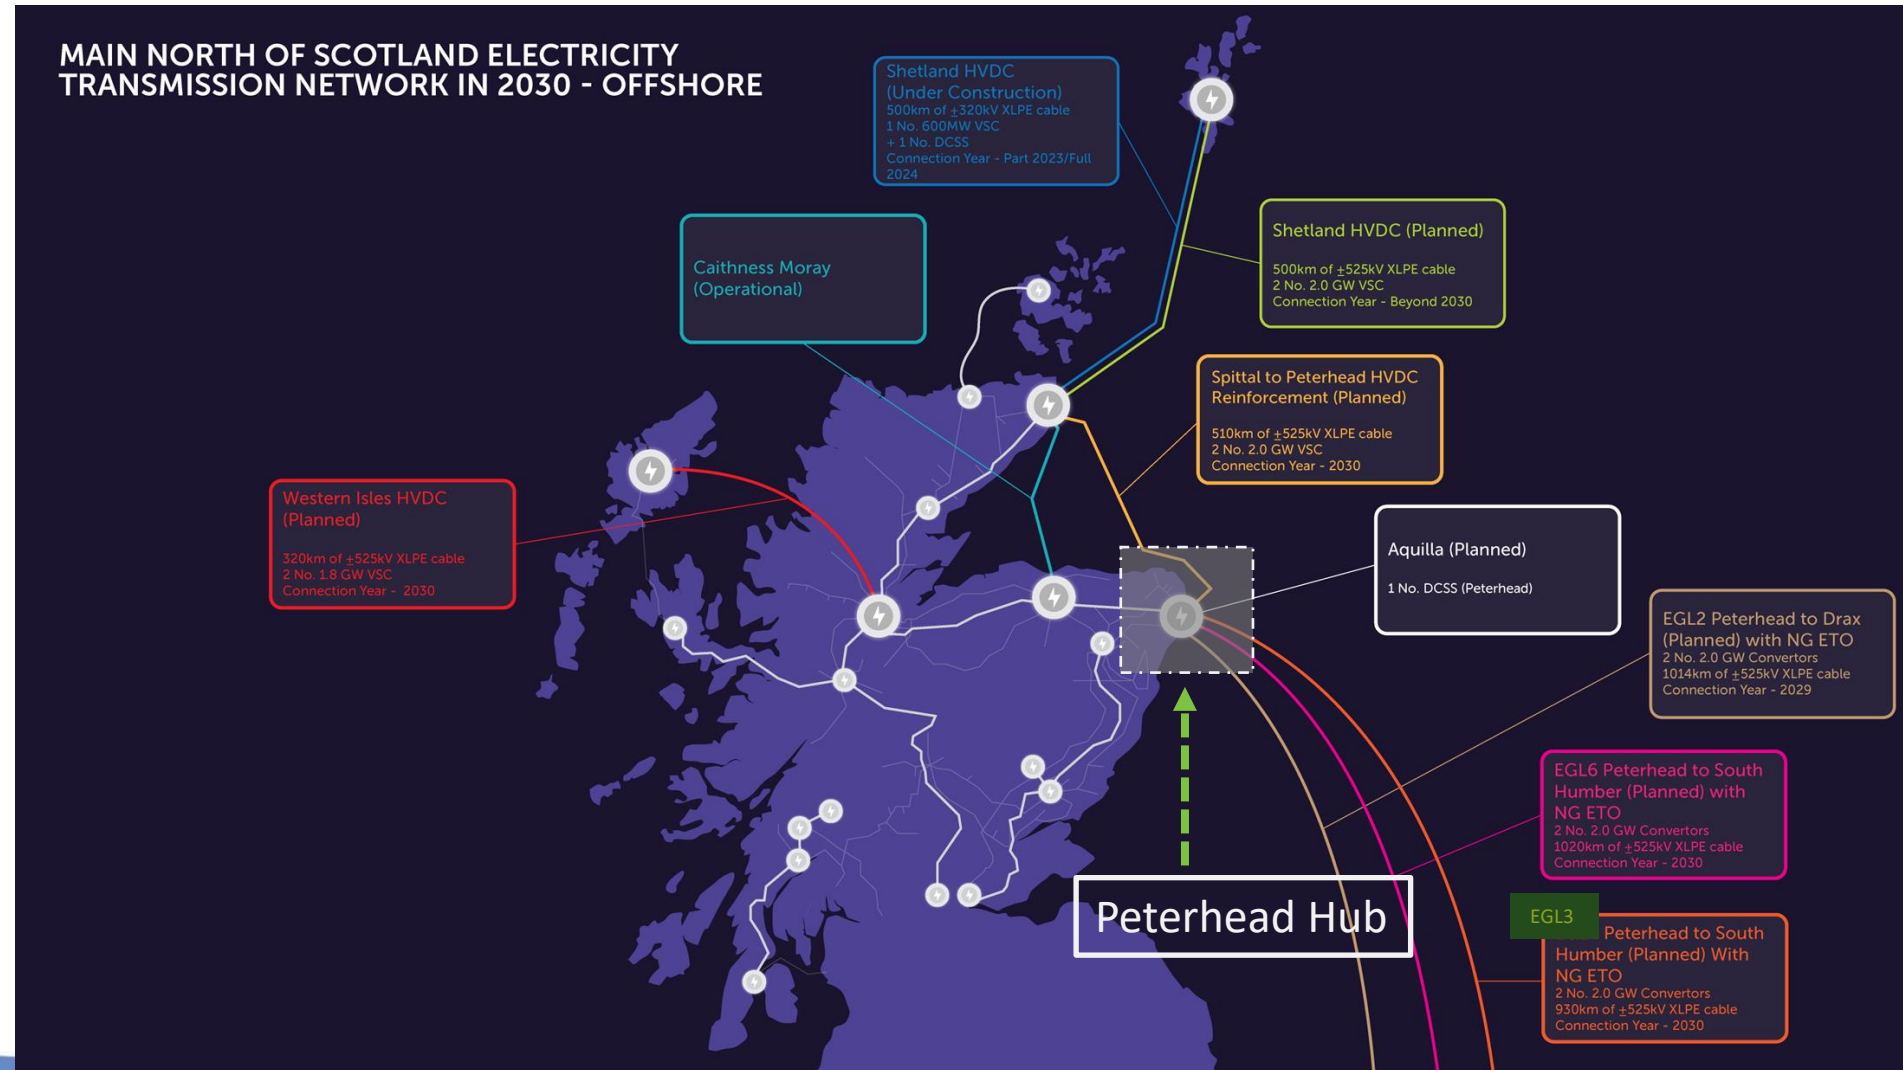 MAIN NORTH OF SCOTLAND ELECTRICITY
TRANSMISSION NETWORK IN 2030 - OFFSHORE
Shetland HVDC
(Under Construction)
500km of ±320kV XLPE cable
1 No. 600MW VSC
+ 1 No. DCSS
Connection Year - Part 2023/Full
2024
Shetland HVDC (Planned)
500km of ±525kV XLPE cable
2 No. 2.0 GW VSC
Connection Year - Beyond 2030
Caithness Moray
(Operational)
Spittal to Peterhead HVDC
Reinforcement (Planned)
510km of ±525kV XLPE cable
2 No. 2.0 GW VSC
Connection Year - 2030
Western Isles HVDC
(Planned)
320km of ±525kV XLPE cable
2 No. 1.8 GW VSC
Connection Year - 2030
Aquilla (Planned)
1 No. DCSS (Peterhead)
EGL2 Peterhead to Drax
(Planned) with NG ETO
2 No. 2.0 GW Convertors
1014km of ±525kV XLPE cable
Connection Year - 2029
EGL6 Peterhead to South
Humber (Planned) with
NG ETO
2 No. 2.0 GW Convertors
1020km of ±525kV XLPE cable
Connection Year - 2030
Peterhead Hub
EGL3
Peterhead to South
Humber (Planned) With
NG ETO
2 No. 2.0 GW Convertors
930km of ±525kV XLPE cable
Connection Year - 2030